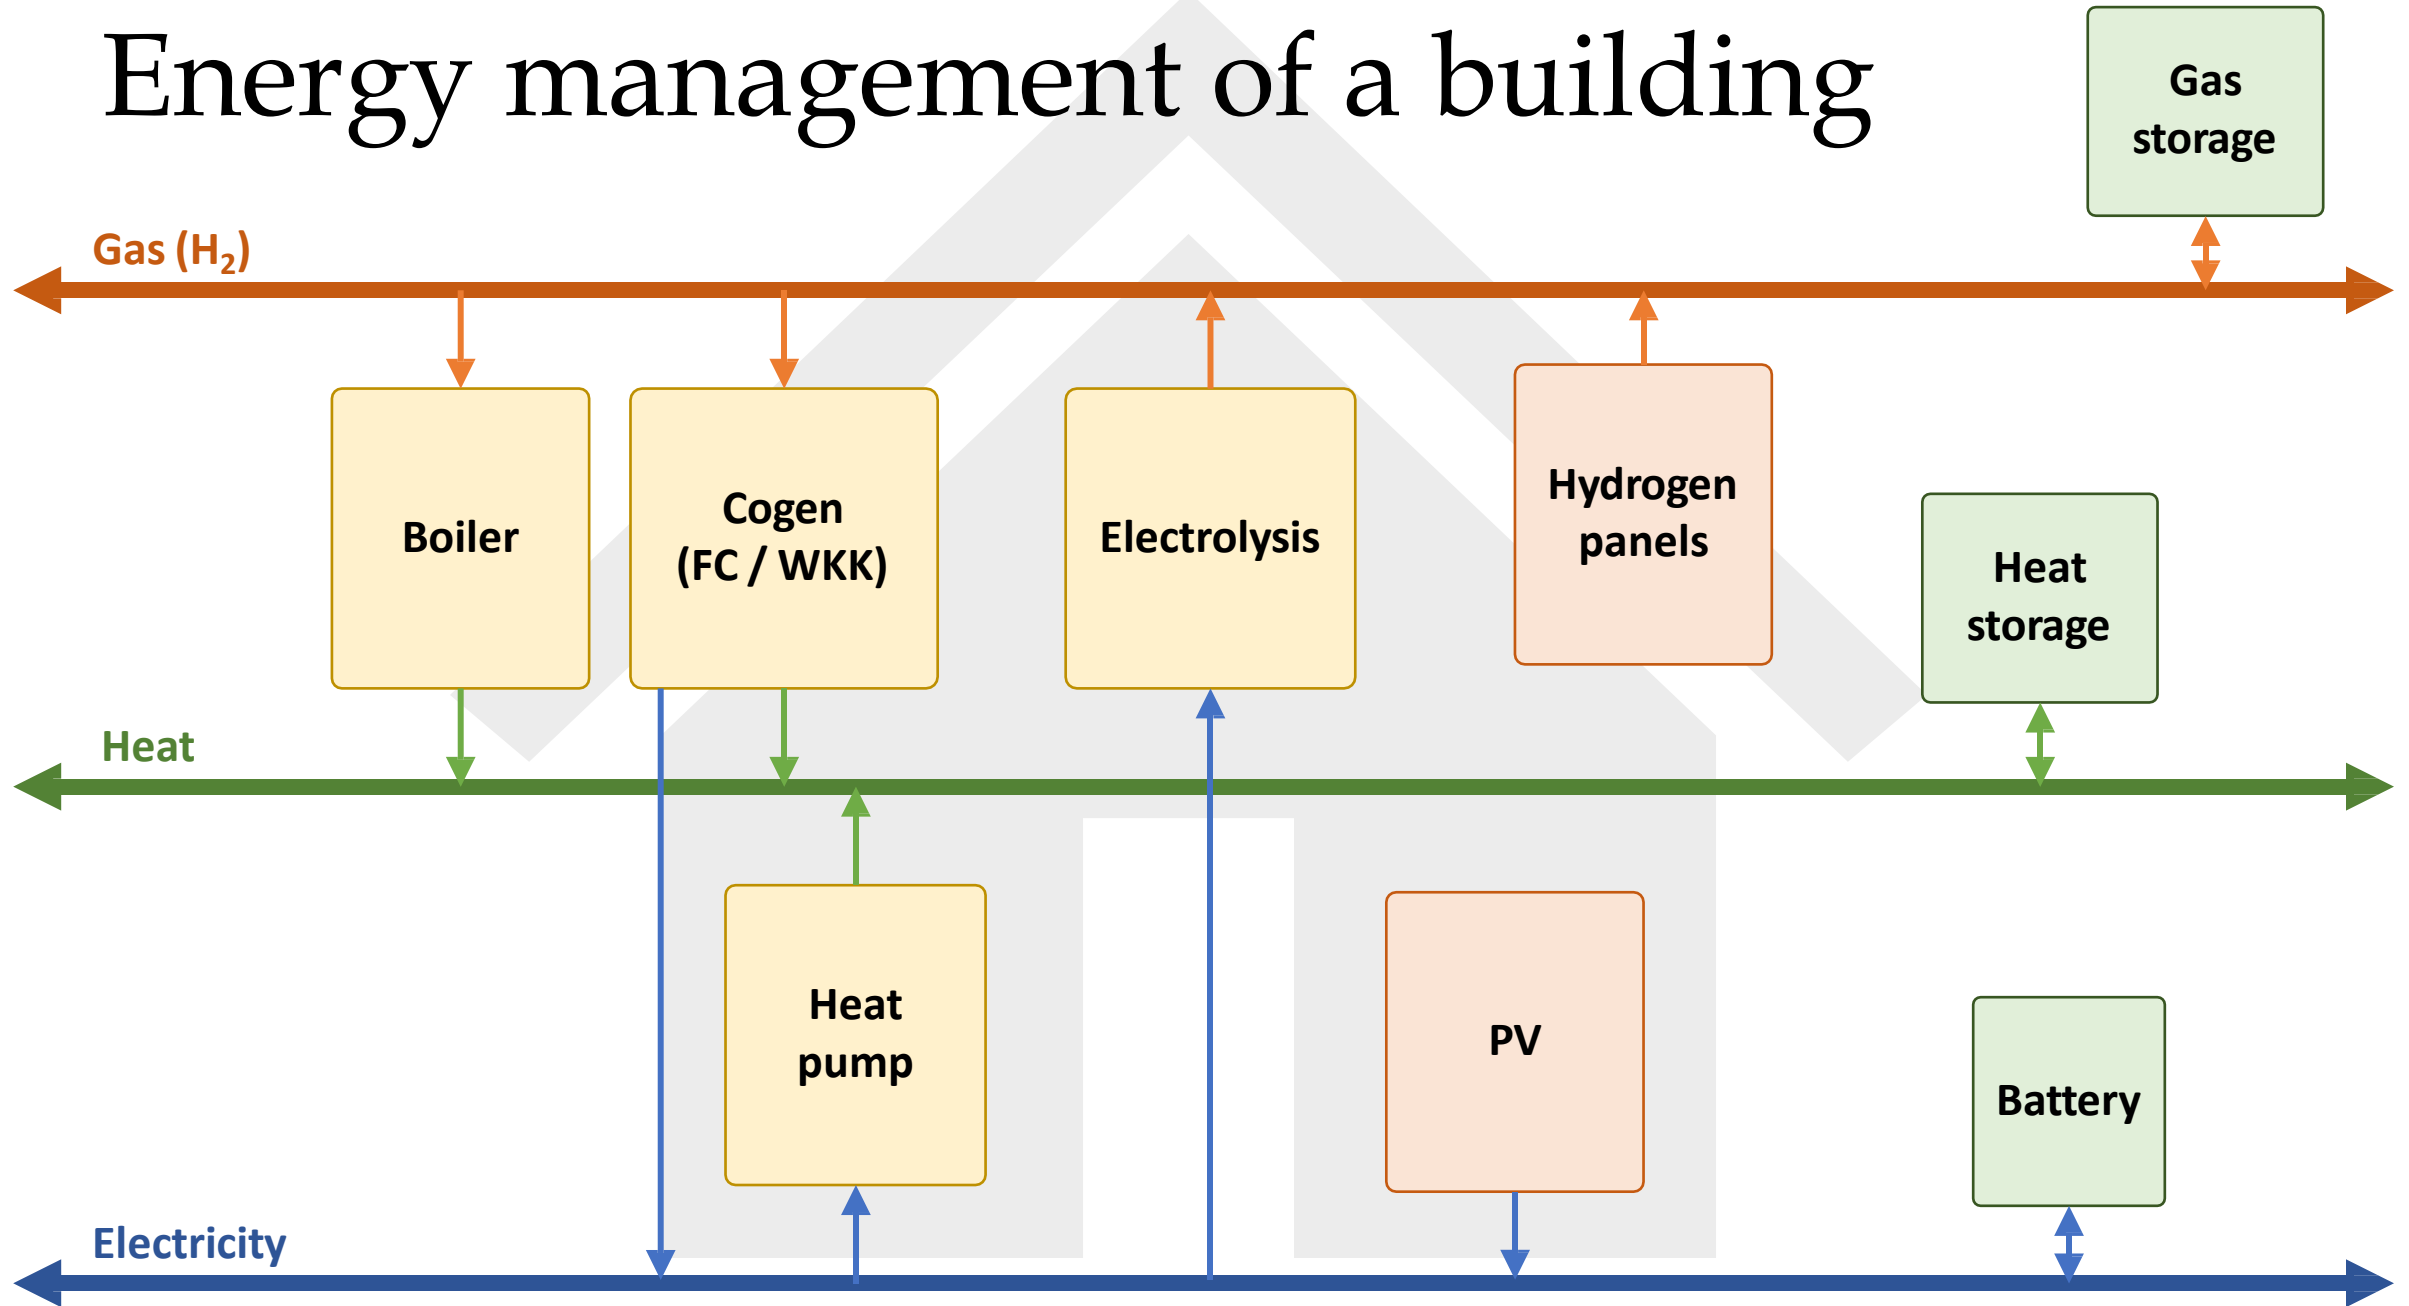 Energy management of a building
Gas
storage
Gas (H₂)
Boiler
Cogen
(FC / WKK)
Electrolysis
Hydrogen
panels
Heat
storage
Heat
Heat
pump
PV
Battery
Electricity